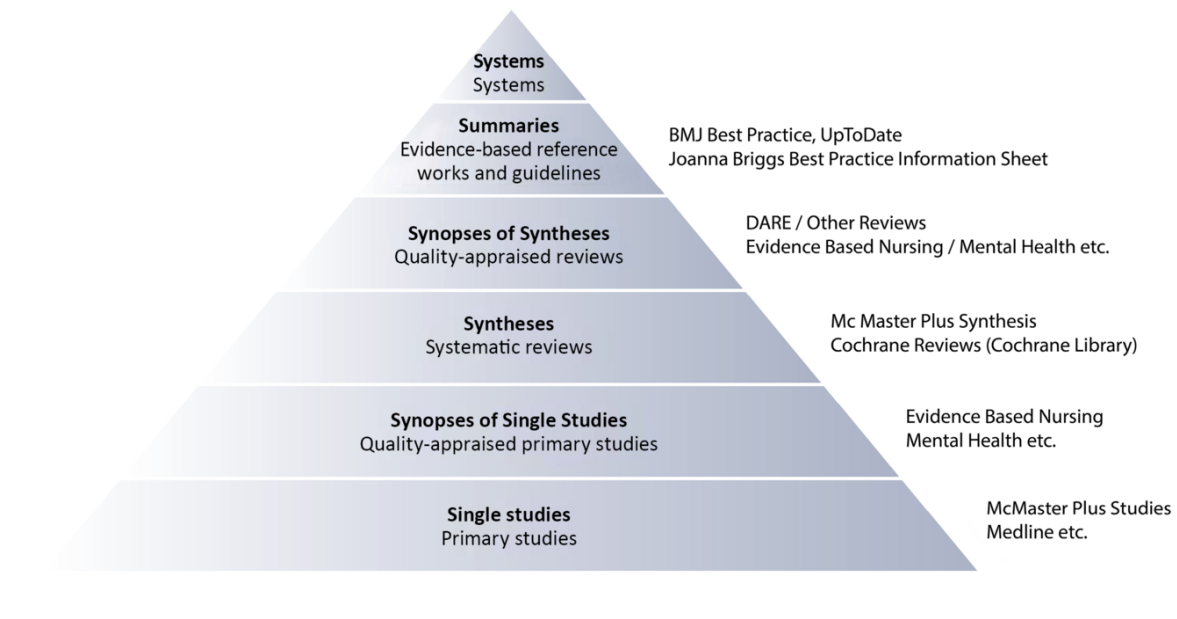 Systems
Systems
Summaries
Evidence-based reference
works and guidelines
BMJ Best Practice, UpToDate
Joanna Briggs Best Practice Information Sheet
Synopses of Syntheses
Quality-appraised reviews
DARE / Other Reviews
Evidence Based Nursing / Mental Health etc.
Syntheses
Systematic reviews
Mc Master Plus Synthesis
Cochrane Reviews (Cochrane Library)
Synopses of Single Studies
Quality-appraised primary studies
Evidence Based Nursing
Mental Health etc.
Single studies
Primary studies
McMaster Plus Studies
Medline etc.